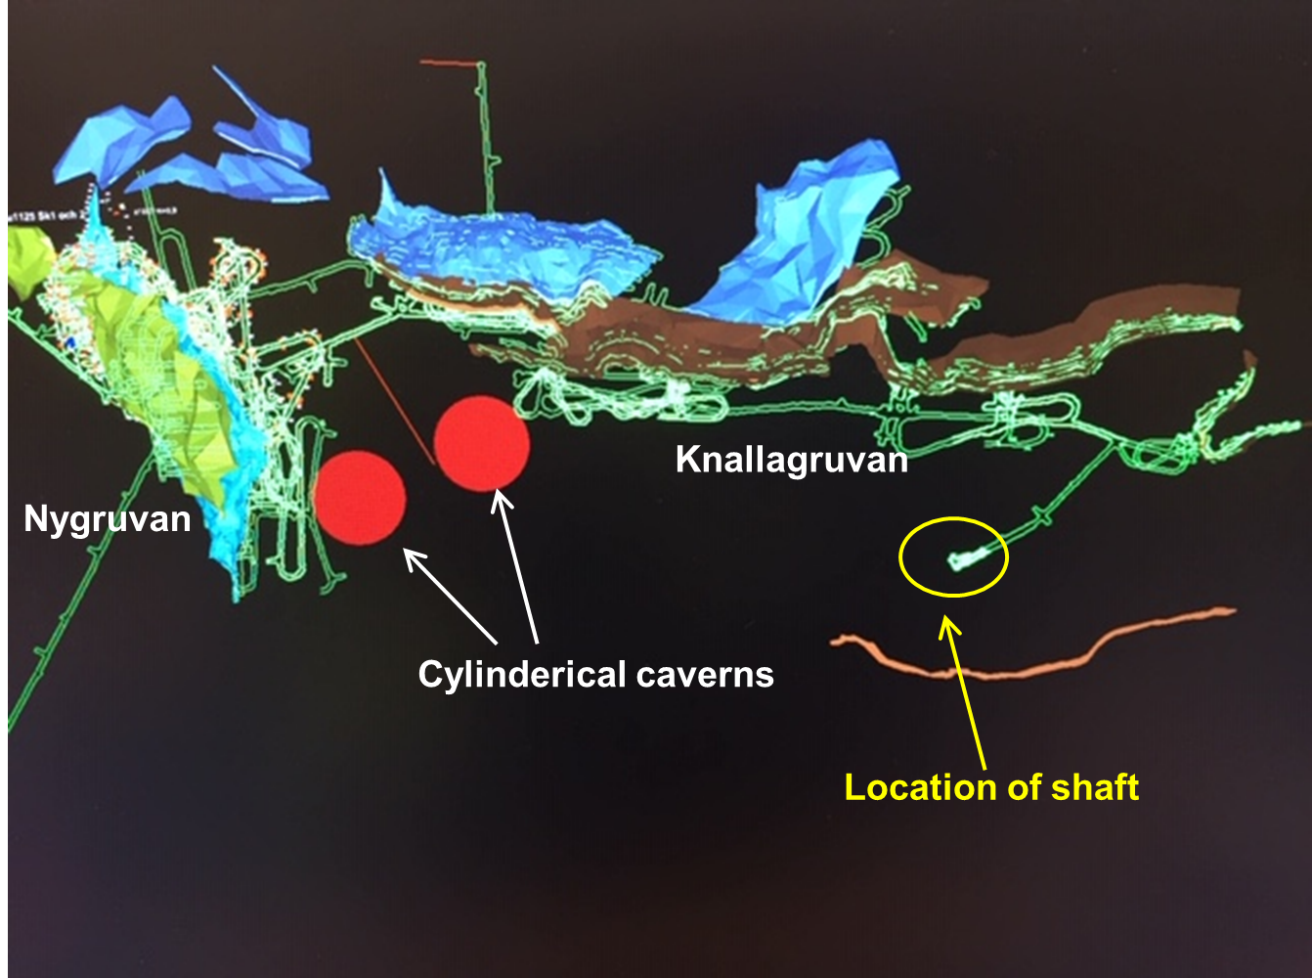 Knallagruvan
Nygruvan
Cylinderical caverns
Location of shaft